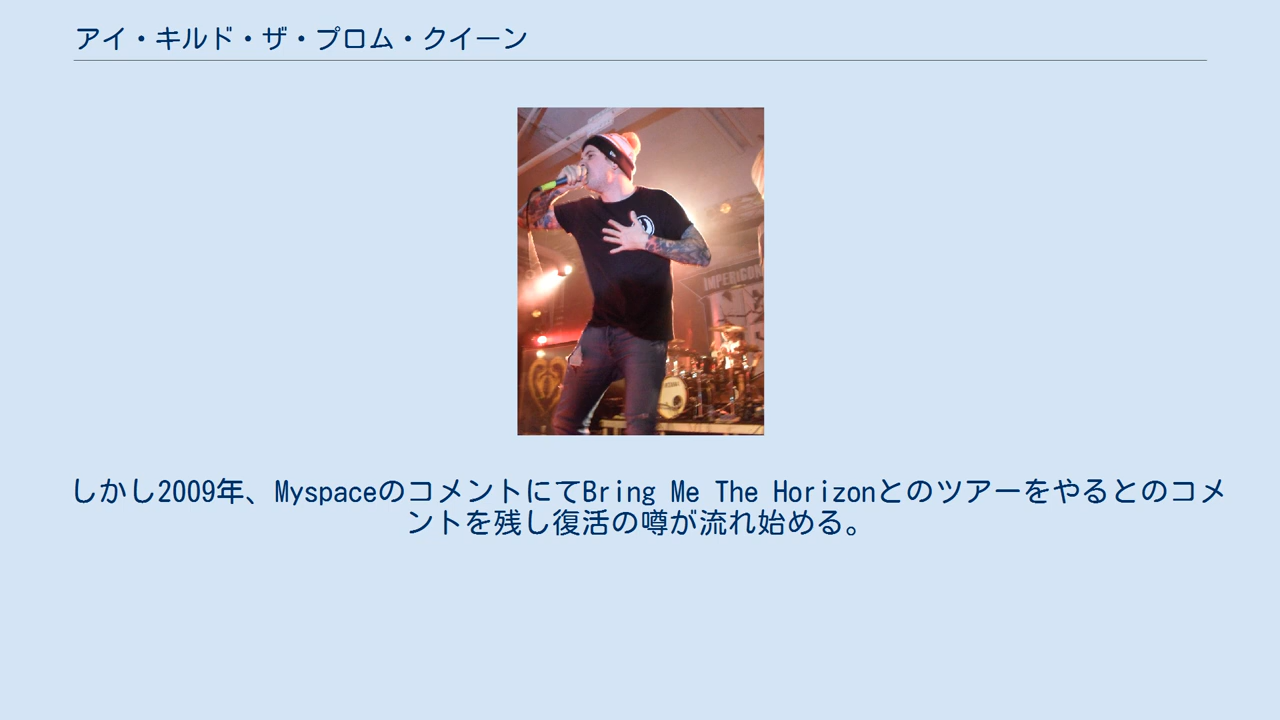 アイ・キルド・ザ・プロム・クイーン
IMPERICON
しかし2009年、MyspaceのコメントにてBring Me The Horizonとのツアーをやるとのコメ
ントを残し復活の噂が流れ始める。